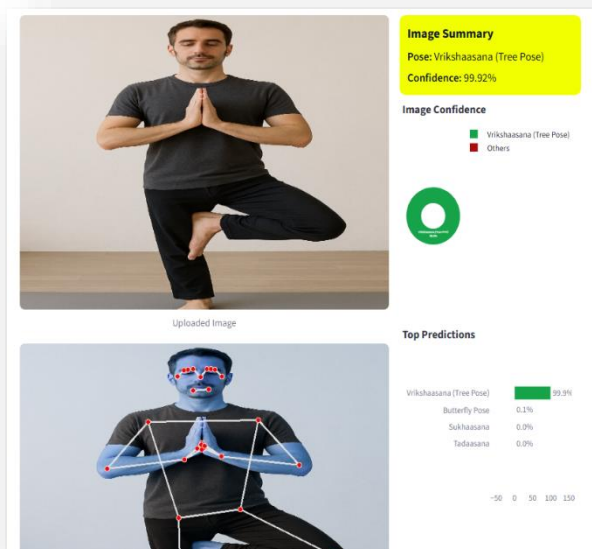 Image Summary
Pose: Vrikshaasana (Tree Pose)
Confidence: 99.92%
Image Confidence
Vrikshaasana (Tree Pose)
Others
Uploaded Image
Top Predictions
Vrikshaasana (Tree Pose) 99.9%
Butterfly Pose 0.1%
Sukhaasana 0.0%
Tadaasana 0.0%
−50 0 50 100 150